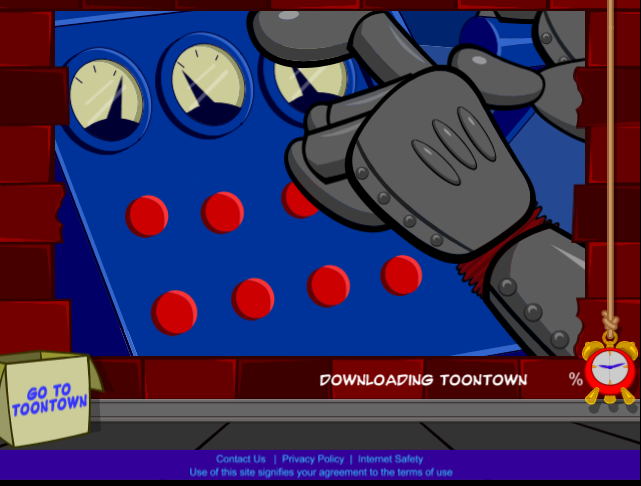 DOWNLOADING TOONTOWN %
GO TO
TOONTOWN
Contact Us | Privacy Policy | Internet Safety
Use of this site signifies your agreement to the terms of use